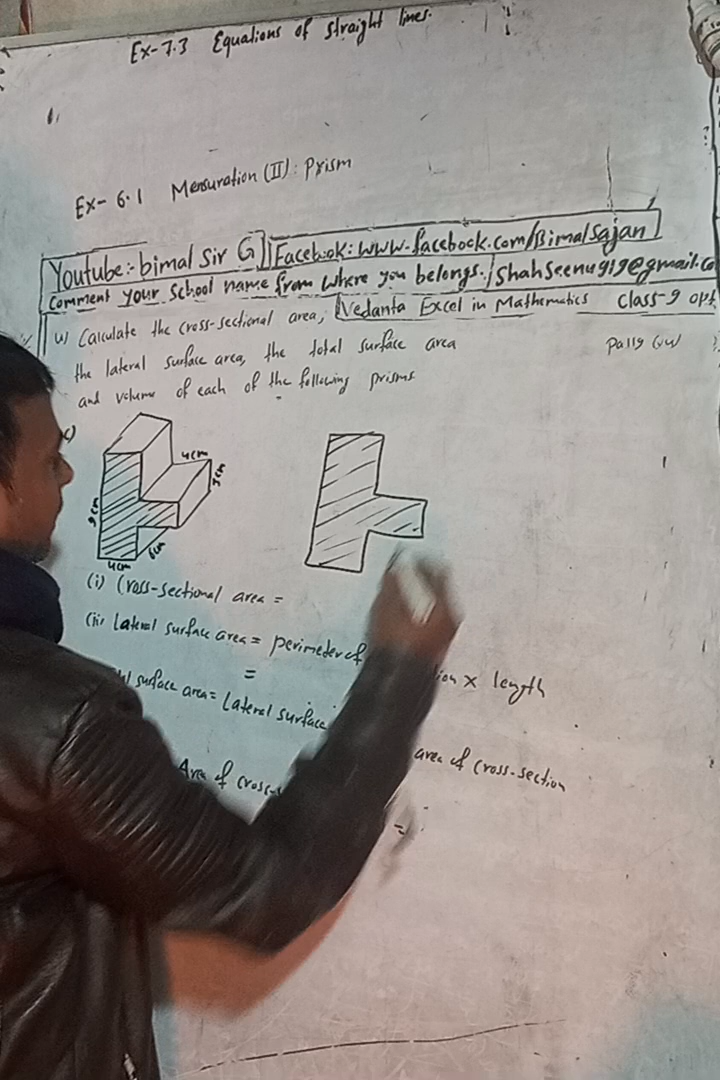 Ex-7.3 Equations of straight lines.
Ex- 6.1 Mensuration (II): Prism
Youtube:- bimal Sir G Facebook: www.facebook.com/Bimalsajan
Comment your School name from where you belongs. shahseenu919@gmail.co
Calculate the cross-sectional area, Vedanta Excel in Mathematics class-9 opt
the lateral surface area, the total surface area
and volume of each of the following prisms
c)
4cm
9cm
4cm
(i) Cross-sectional area =
(ii) Lateral surface area = perimeter of ion x length
=
surface area = Lateral surface area of cross-section
Area of cross-
=